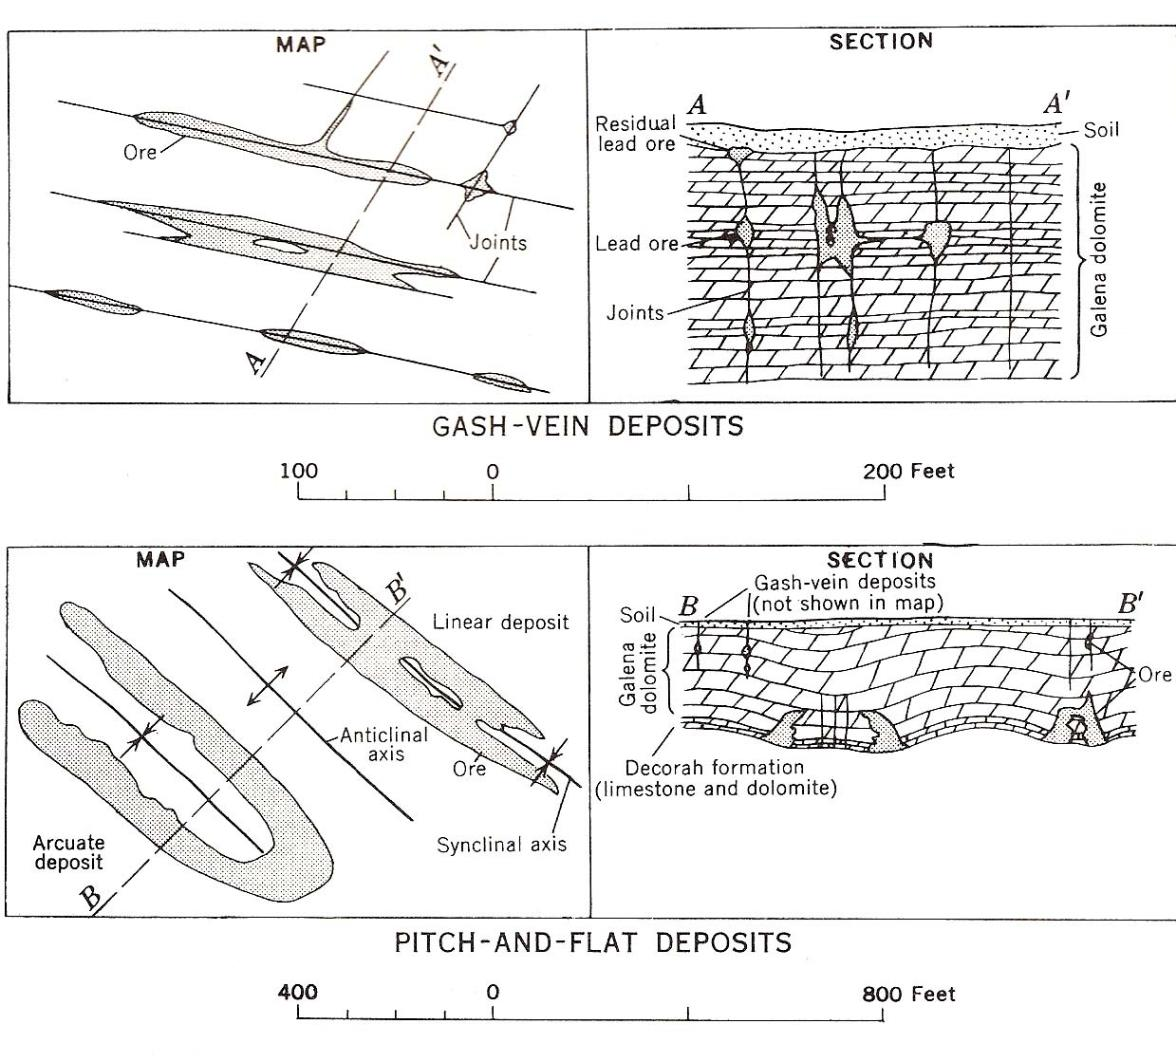 MAP
A'
Ore
Joints
A
SECTION
A
A'
Residual
lead ore
Soil
Lead ore
Joints
Galena dolomite
GASH-VEIN DEPOSITS
100 0 200 Feet
MAP
B'
Linear deposit
Anticlinal
axis
Ore
Synclinal axis
Arcuate
deposit
B
SECTION
Gash-vein deposits
(not shown in map)
Soil
B
B'
Galena
dolomite
Ore
Decorah formation
(limestone and dolomite)
PITCH-AND-FLAT DEPOSITS
400 0 800 Feet